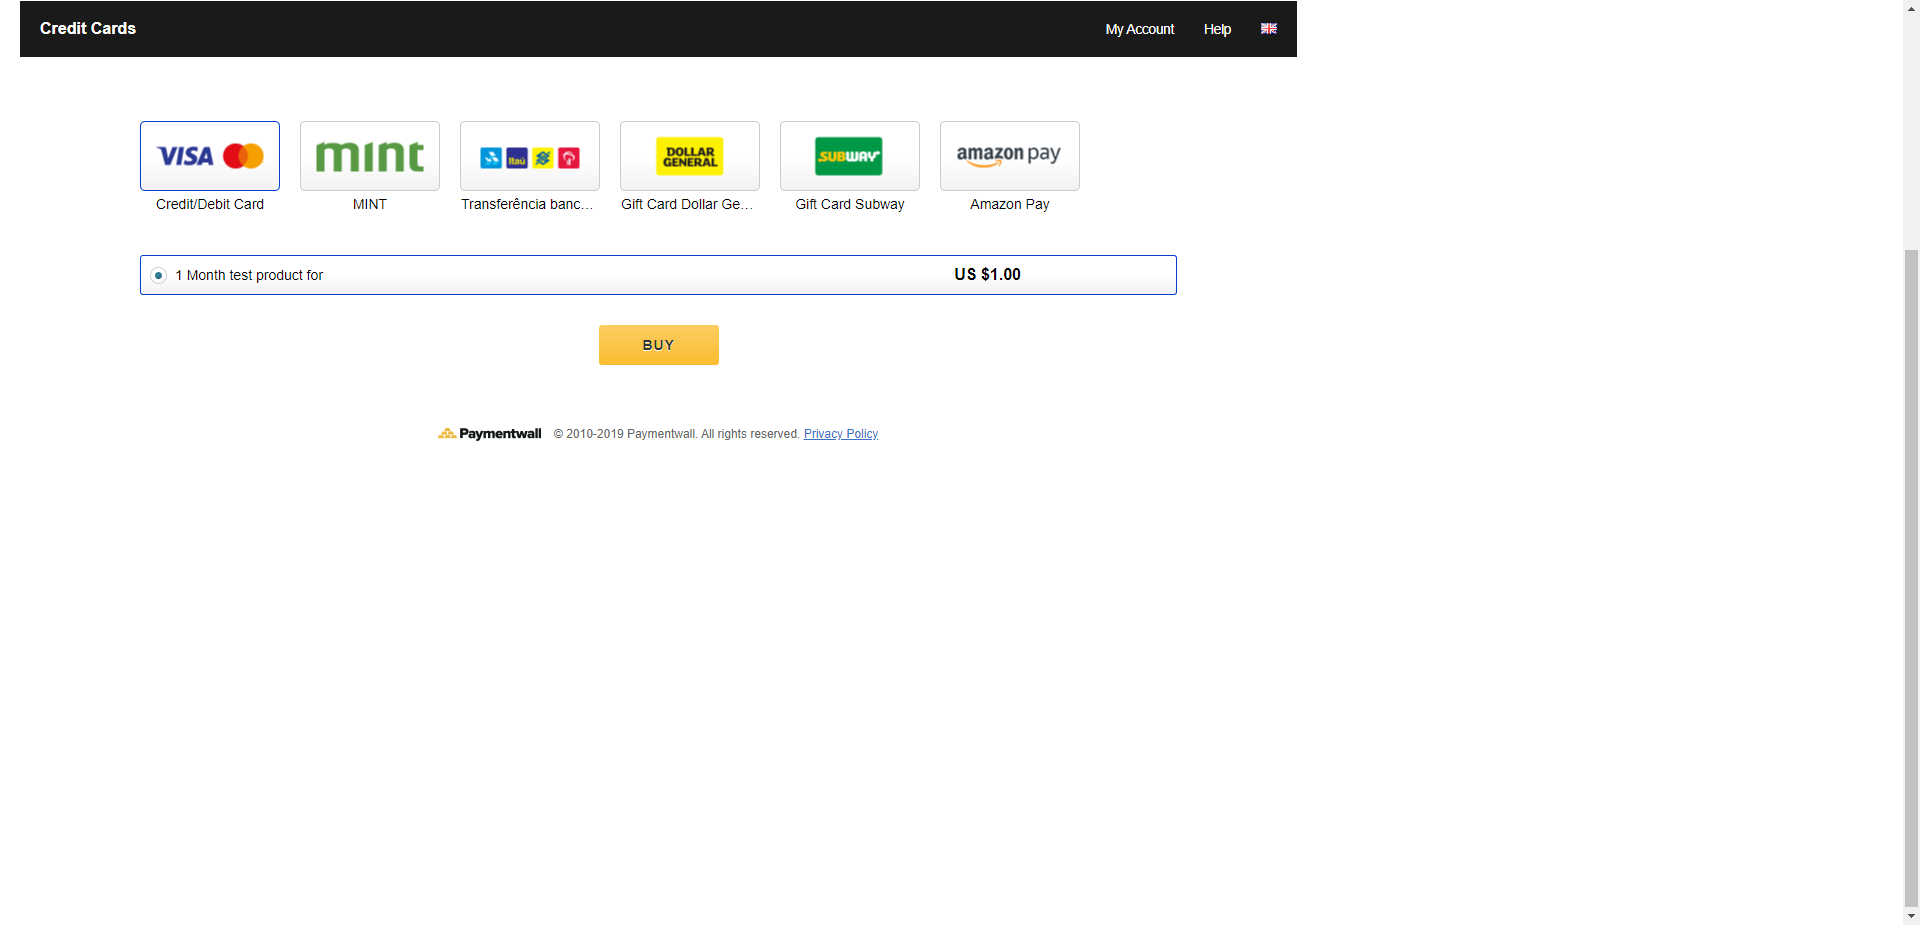 Credit Cards My Account Help
VISA mint Itaú DOLLAR GENERAL SUBWAY amazon pay
Credit/Debit Card MINT Transferência banc... Gift Card Dollar Ge... Gift Card Subway Amazon Pay
1 Month test product for US $1.00
BUY
Paymentwall © 2010-2019 Paymentwall. All rights reserved. Privacy Policy